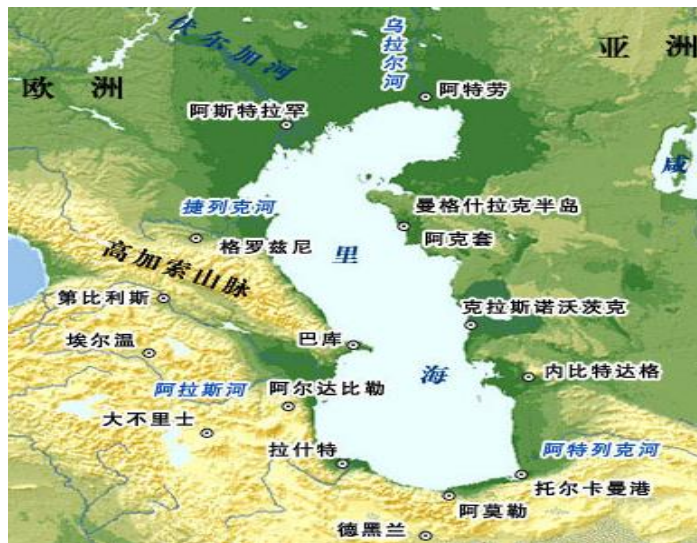 伏尔加河
乌拉尔河
亚洲
欧洲
阿特劳
阿斯特拉罕
咸
捷列克河
曼格什拉克半岛
格罗兹尼
阿克套
高加索山脉
里
第比利斯
克拉斯诺沃茨克
埃尔温
巴库
海
内比特达格
阿拉斯河
阿尔达比勒
大不里士
拉什特
阿特列克河
托尔卡曼港
阿莫勒
德黑兰